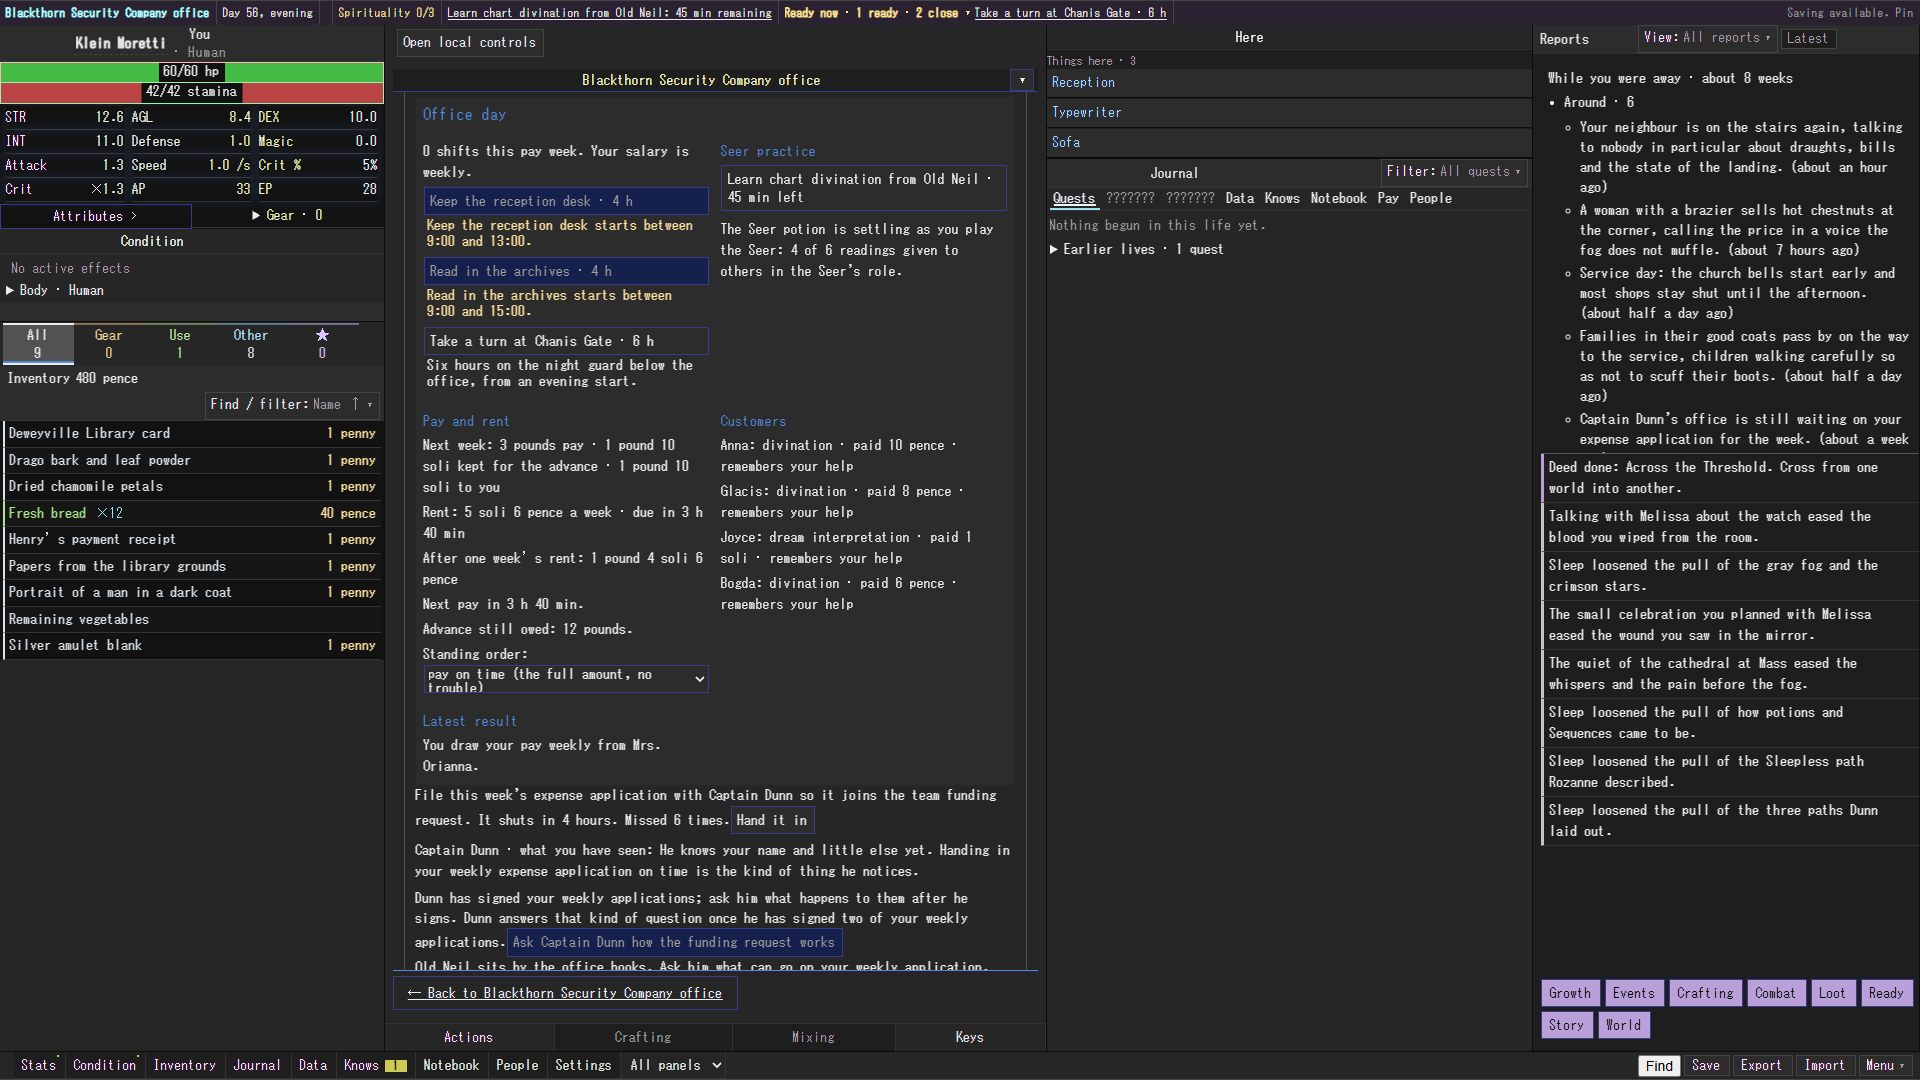 Blackthorn Security Company office
Day 56, evening
Spirituality 0/3
Learn chart divination from Old Neil: 45 min remaining
Ready now · 1 ready · 2 close ▾
Take a turn at Chanis Gate · 6 h
Saving available. Pin
Klein Moretti
You
· Human
60/60 hp
42/42 stamina
STR 12.6 AGL 8.4 DEX 10.0
INT 11.0 Defense 1.0 Magic 0.0
Attack 1.3 Speed 1.0 /s Crit % 5%
Crit ×1.3 AP 33 EP 28
Attributes >
▶ Gear · 0
Condition
No active effects
▶ Body · Human
All 9
Gear 0
Use 1
Other 8
★ 0
Inventory 480 pence
Find / filter: Name ↑ ▾
Deweyville Library card 1 penny
Drago bark and leaf powder 1 penny
Dried chamomile petals 1 penny
Fresh bread ×12 40 pence
Henry's payment receipt 1 penny
Papers from the library grounds 1 penny
Portrait of a man in a dark coat 1 penny
Remaining vegetables
Silver amulet blank 1 penny
Open local controls
Blackthorn Security Company office
▾
Office day
0 shifts this pay week. Your salary is
weekly.
Keep the reception desk · 4 h
Keep the reception desk starts between
9:00 and 13:00.
Read in the archives · 4 h
Read in the archives starts between
9:00 and 15:00.
Take a turn at Chanis Gate · 6 h
Six hours on the night guard below the
office, from an evening start.
Seer practice
Learn chart divination from Old Neil ·
45 min left
The Seer potion is settling as you play
the Seer: 4 of 6 readings given to
others in the Seer's role.
Pay and rent
Next week: 3 pounds pay · 1 pound 10
soli kept for the advance · 1 pound 10
soli to you
Rent: 5 soli 6 pence a week · due in 3 h
40 min
After one week's rent: 1 pound 4 soli 6
pence
Next pay in 3 h 40 min.
Advance still owed: 12 pounds.
Standing order:
pay on time (the full amount, no
trouble)
Customers
Anna: divination · paid 10 pence ·
remembers your help
Glacis: divination · paid 8 pence ·
remembers your help
Joyce: dream interpretation · paid 1
soli · remembers your help
Bogda: divination · paid 6 pence ·
remembers your help
Latest result
You draw your pay weekly from Mrs.
Orianna.
File this week's expense application with Captain Dunn so it joins the team funding
request. It shuts in 4 hours. Missed 6 times. Hand it in
Captain Dunn · what you have seen: He knows your name and little else yet. Handing in
your weekly expense application on time is the kind of thing he notices.
Dunn has signed your weekly applications; ask him what happens to them after he
signs. Dunn answers that kind of question once he has signed two of your weekly
applications. Ask Captain Dunn how the funding request works
Old Neil sits by the office books. Ask him what can go on your weekly application.
← Back to Blackthorn Security Company office
Actions
Crafting
Mixing
Keys
Here
Things here · 3
Reception
Typewriter
Sofa
Journal
Filter: All quests ▾
Quests ??????? ??????? Data Knows Notebook Pay People
Nothing begun in this life yet.
▶ Earlier lives · 1 quest
Reports
View: All reports ▾
Latest
While you were away · about 8 weeks
• Around · 6
◦ Your neighbour is on the stairs again, talking
to nobody in particular about draughts, bills
and the state of the landing. (about an hour
ago)
◦ A woman with a brazier sells hot chestnuts at
the corner, calling the price in a voice the
fog does not muffle. (about 7 hours ago)
◦ Service day: the church bells start early and
most shops stay shut until the afternoon.
(about half a day ago)
◦ Families in their good coats pass by on the way
to the service, children walking carefully so
as not to scuff their boots. (about half a day
ago)
◦ Captain Dunn's office is still waiting on your
expense application for the week. (about a week
Deed done: Across the Threshold. Cross from one
world into another.
Talking with Melissa about the watch eased the
blood you wiped from the room.
Sleep loosened the pull of the gray fog and the
crimson stars.
The small celebration you planned with Melissa
eased the wound you saw in the mirror.
The quiet of the cathedral at Mass eased the
whispers and the pain before the fog.
Sleep loosened the pull of how potions and
Sequences came to be.
Sleep loosened the pull of the Sleepless path
Rozanne described.
Sleep loosened the pull of the three paths Dunn
laid out.
Growth Events Crafting Combat Loot Ready
Story World
Stats Condition Inventory Journal Data Knows 1 Notebook People Settings All panels
Find Save Export Import Menu ▾